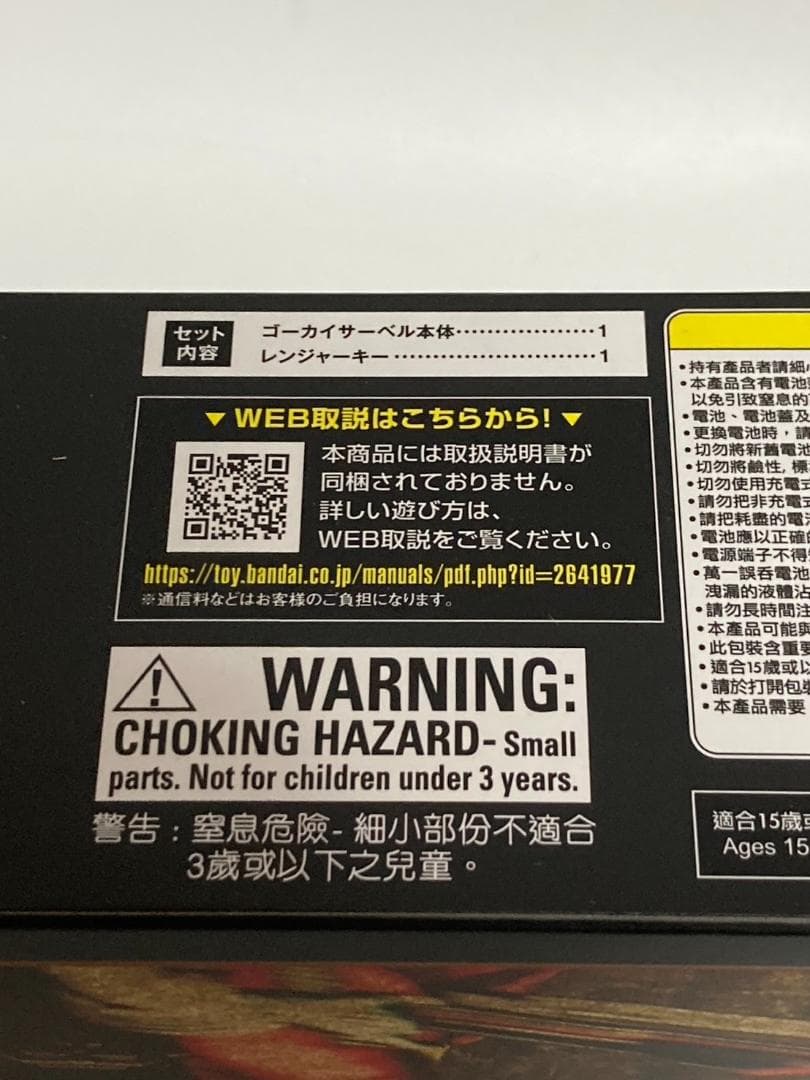 セット
内容
ゴーカイサーベル本体………………1
レンジャーキー………………………1
▼ WEB取説はこちらから! ▼
本商品には取扱説明書が
同梱されておりません。
詳しい遊び方は、
WEB取説をご覧ください。
https://toy.bandai.co.jp/manuals/pdf.php?id=2641977
※通信料などはお客様のご負担になります。
WARNING:
CHOKING HAZARD- Small
parts. Not for children under 3 years.
警告：窒息危險- 細小部份不適合
3歲或以下之兒童。
•持有產品者請細
•本產品含有電池
以免引致窒息的
•電池、電池蓋及
•更換電池時，請
•切勿將新舊電池
•切勿將鹼性, 標
•切勿使用充電式
•請勿把非充電式
•請把耗盡的電池
•電池應以正確的
•電源端子不得
•萬一誤吞電池
洩漏的液體沾
•請勿長時間注
•本產品可能與
•此包裝含重要
•適合15歲或以
•請於打開包裝
•本產品需要
適合15歲或
Ages 15